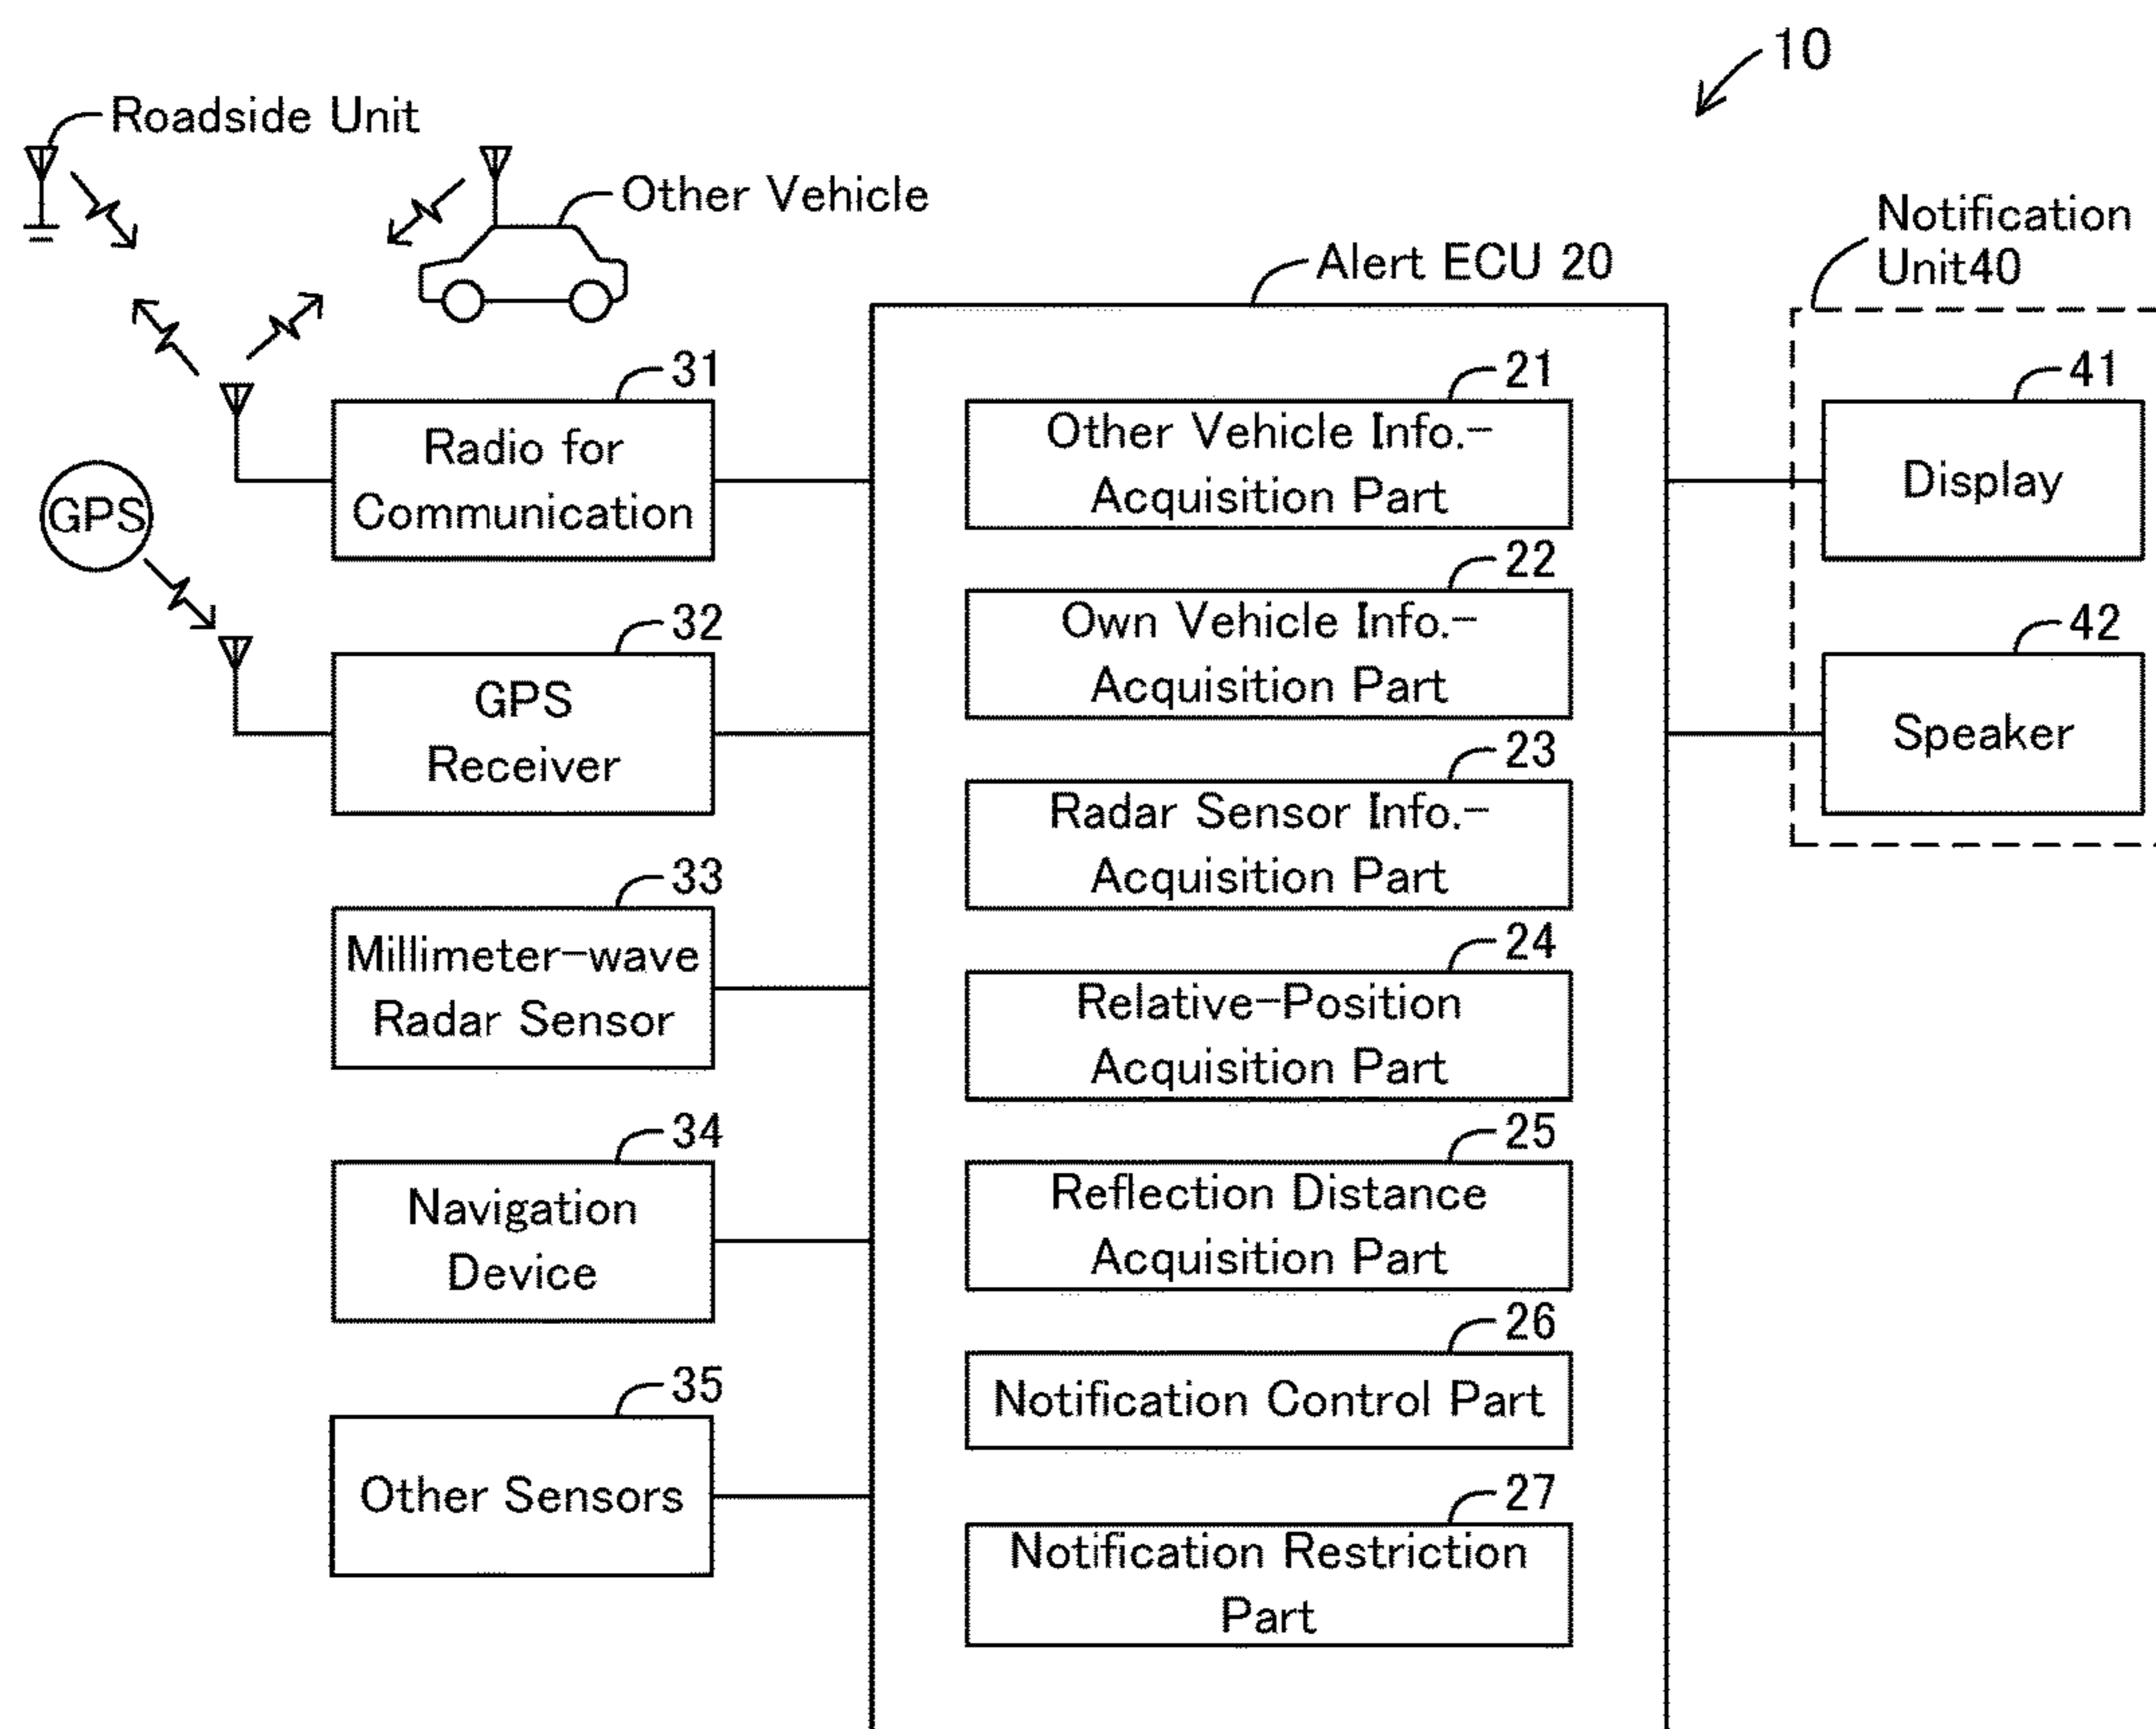 10
Roadside Unit
Other Vehicle
Notification
Unit40
Alert ECU 20
31
Radio for
Communication
GPS
32
GPS
Receiver
33
Millimeter-wave
Radar Sensor
34
Navigation
Device
35
Other Sensors
21
Other Vehicle Info.-
Acquisition Part
22
Own Vehicle Info.-
Acquisition Part
23
Radar Sensor Info.-
Acquisition Part
24
Relative-Position
Acquisition Part
25
Reflection Distance
Acquisition Part
26
Notification Control Part
27
Notification Restriction
Part
41
Display
42
Speaker